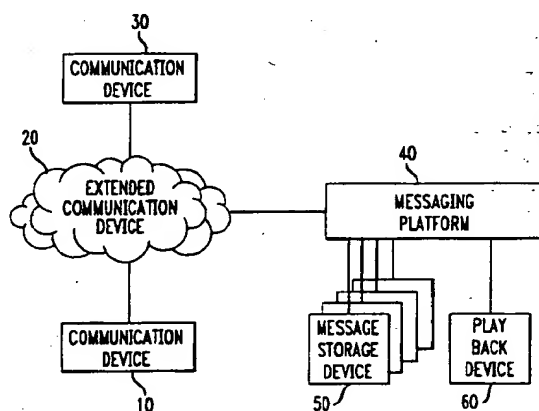 30
COMMUNICATION
DEVICE
20
EXTENDED
COMMUNICATION
DEVICE
40
MESSAGING
PLATFORM
COMMUNICATION
DEVICE
10
MESSAGE
STORAGE
DEVICE
50
PLAY
BACK
DEVICE
60